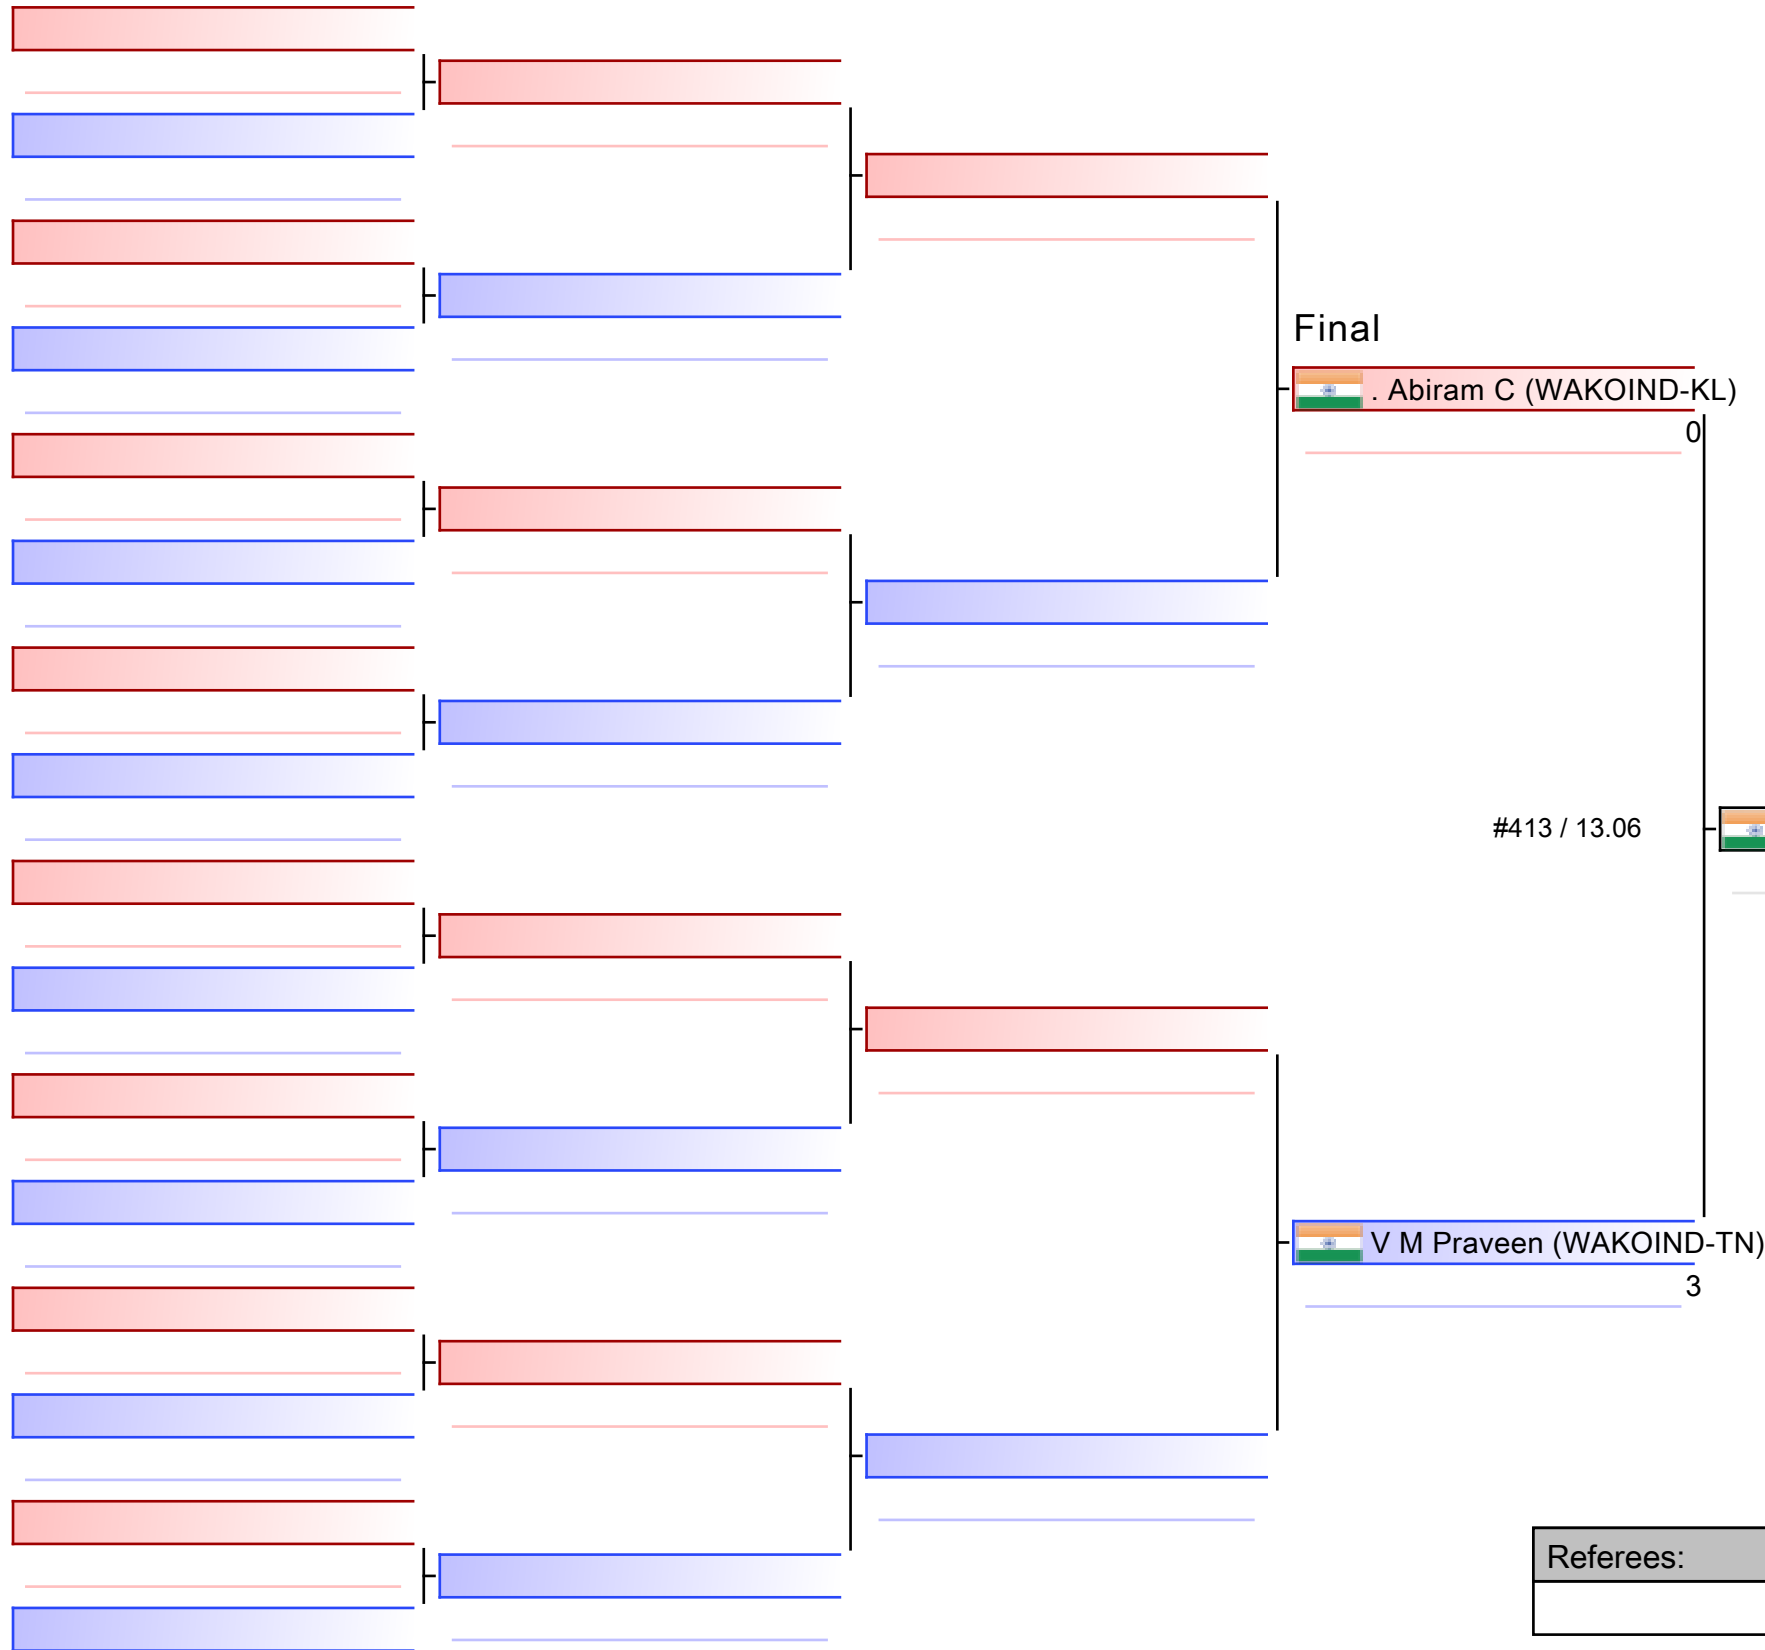 Final
. Abiram C (WAKOIND-KL)
0
#413 / 13.06
V M Praveen (WAKOIND-TN)
3
Referees: